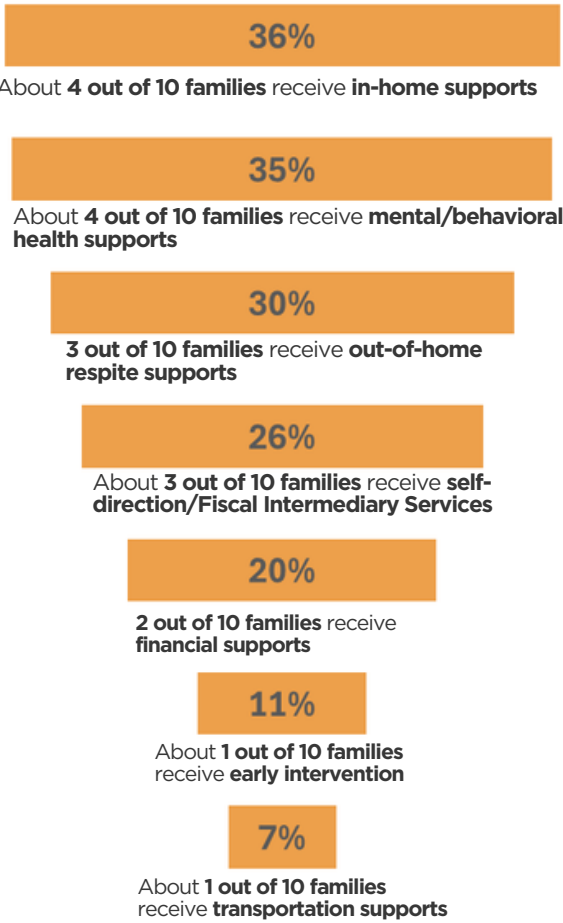 36%
About 4 out of 10 families receive in-home supports
35%
About 4 out of 10 families receive mental/behavioral
health supports
30%
3 out of 10 families receive out-of-home
respite supports
26%
About 3 out of 10 families receive self-
direction/Fiscal Intermediary Services
20%
2 out of 10 families receive
financial supports
11%
About 1 out of 10 families
receive early intervention
7%
About 1 out of 10 families
receive transportation supports